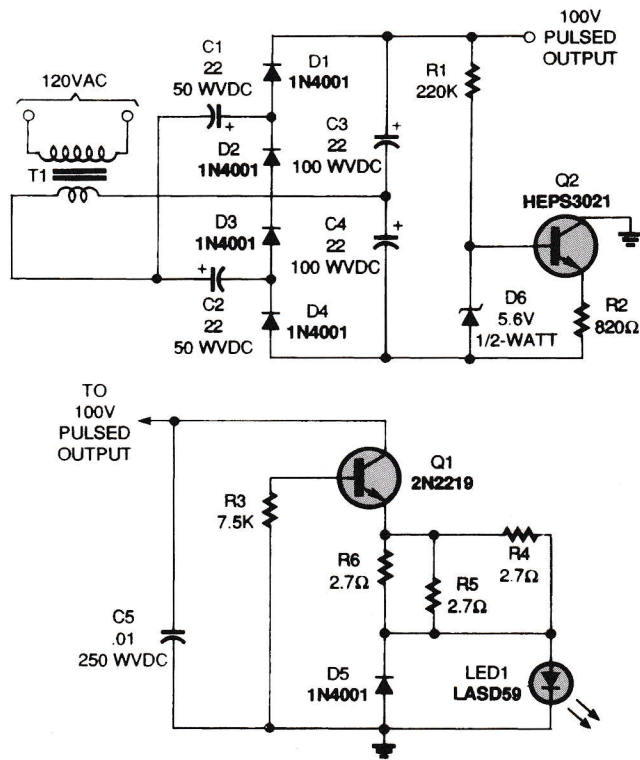 120VAC
T1
C1
22
50 WVDC
D1
1N4001
D2
1N4001
D3
1N4001
C2
22
50 WVDC
D4
1N4001
C3
22
100 WVDC
C4
22
100 WVDC
100V
PULSED
OUTPUT
R1
220K
Q2
HEPS3021
D6
5.6V
1/2-WATT
R2
820Ω
TO
100V
PULSED
OUTPUT
Q1
2N2219
R3
7.5K
R6
2.7Ω
R5
2.7Ω
R4
2.7Ω
C5
.01
250 WVDC
D5
1N4001
LED1
LASD59